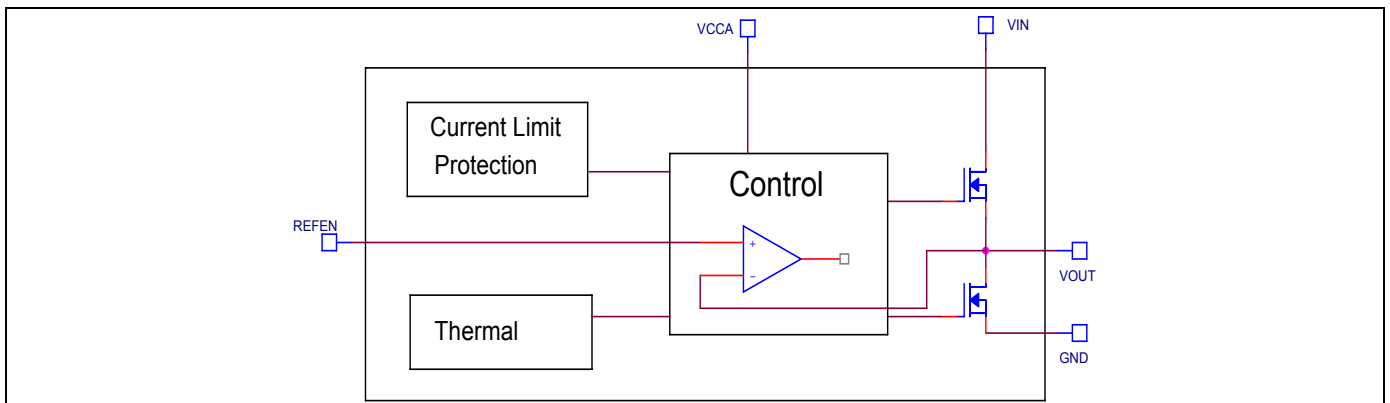 VCCA
VIN
Current Limit
Protection
Control
REFEN
+
−
VOUT
Thermal
GND